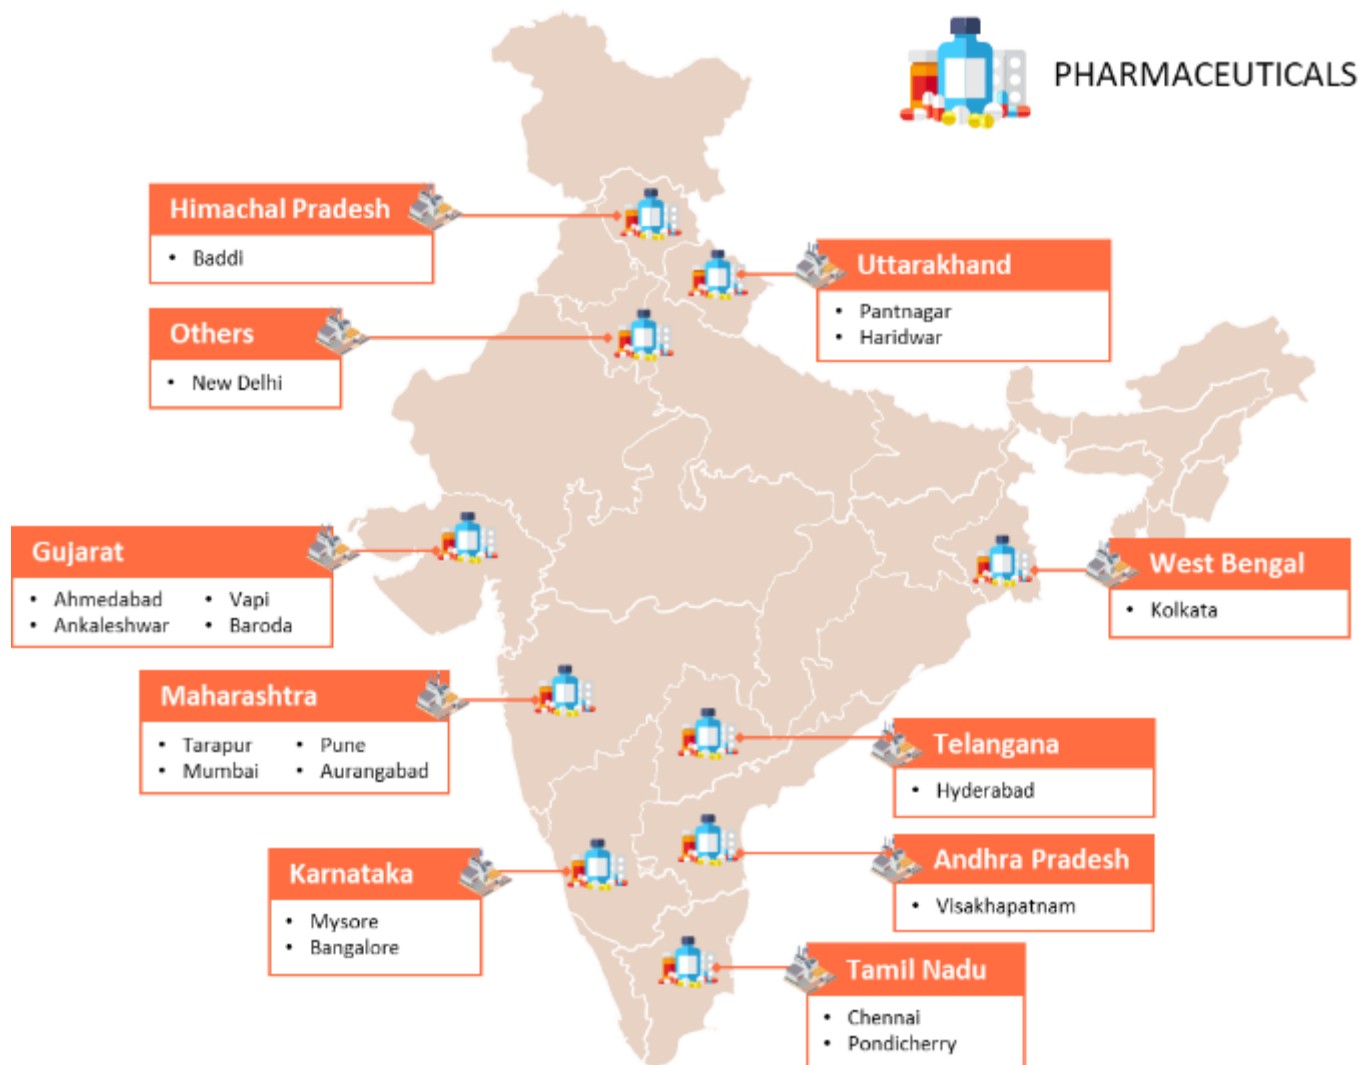 PHARMACEUTICALS
Himachal Pradesh
• Baddi
Uttarakhand
• Pantnagar
• Haridwar
Others
• New Delhi
Gujarat
• Ahmedabad • Vapi
• Ankaleshwar • Baroda
West Bengal
• Kolkata
Maharashtra
• Tarapur • Pune
• Mumbai • Aurangabad
Telangana
• Hyderabad
Andhra Pradesh
• Visakhapatnam
Karnataka
• Mysore
• Bangalore
Tamil Nadu
• Chennai
• Pondicherry